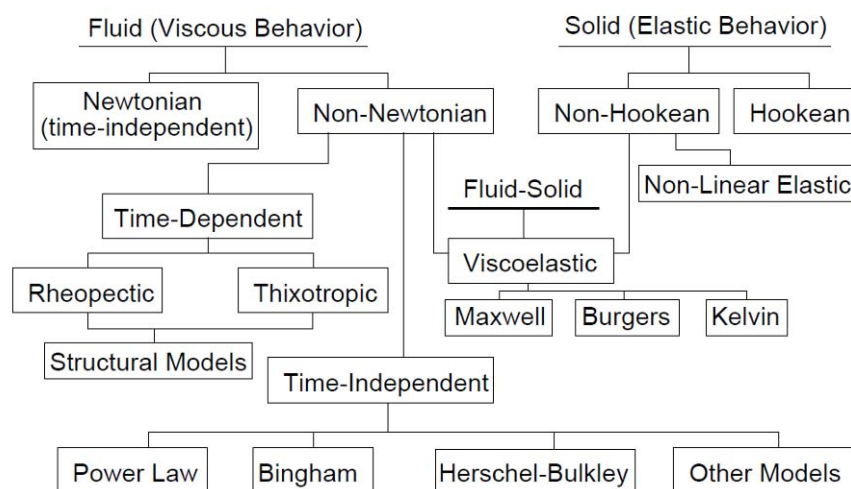 Fluid (Viscous Behavior)
Solid (Elastic Behavior)
Newtonian
(time-independent)
Non-Newtonian
Non-Hookean
Hookean
Non-Linear Elastic
Fluid-Solid
Time-Dependent
Viscoelastic
Rheopectic
Thixotropic
Maxwell
Burgers
Kelvin
Structural Models
Time-Independent
Power Law
Bingham
Herschel-Bulkley
Other Models